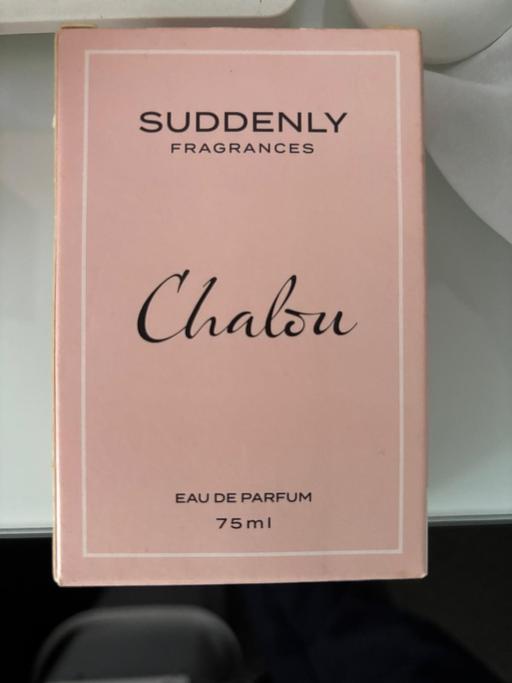 SUDDENLY
FRAGRANCES
Chalou
EAU DE PARFUM
75ml